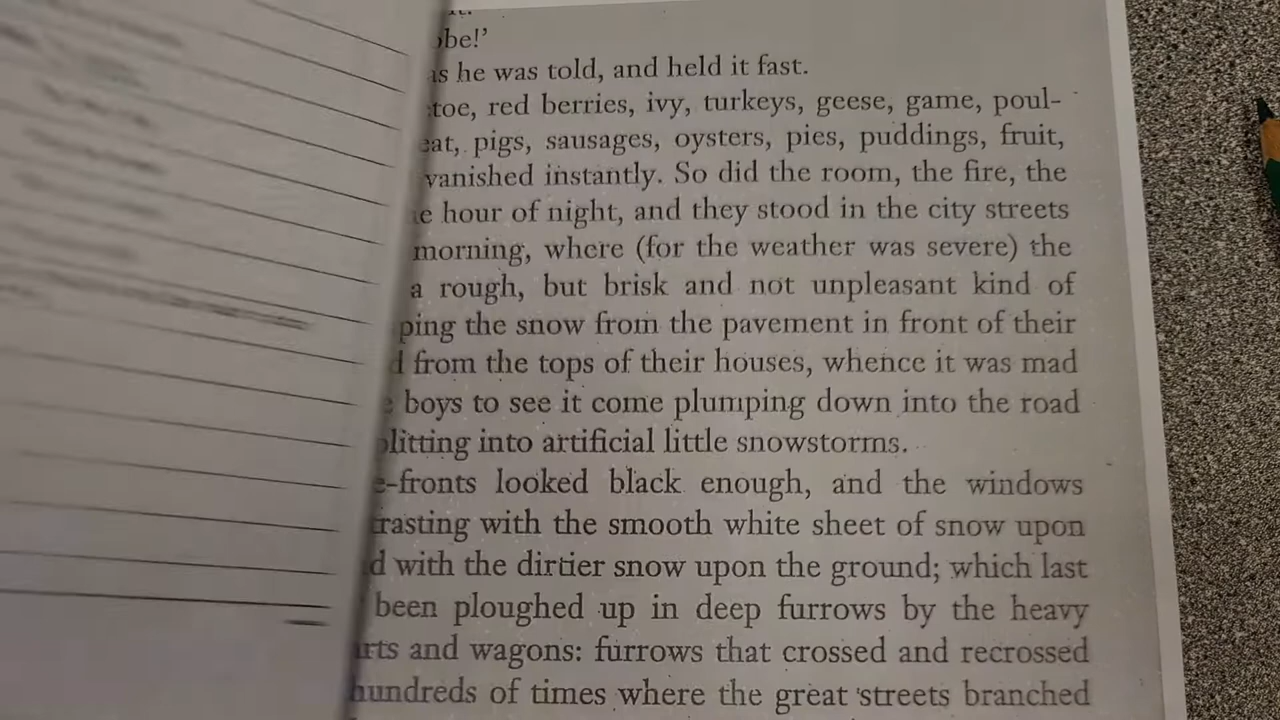 obe!’
as he was told, and held it fast.
toe, red berries, ivy, turkeys, geese, game, poul-
eat, pigs, sausages, oysters, pies, puddings, fruit,
vanished instantly. So did the room, the fire, the
e hour of night, and they stood in the city streets
morning, where (for the weather was severe) the
a rough, but brisk and not unpleasant kind of
ping the snow from the pavement in front of their
d from the tops of their houses, whence it was mad
e boys to see it come plumping down into the road
plitting into artificial little snowstorms.
e-fronts looked black enough, and the windows
trasting with the smooth white sheet of snow upon
d with the dirtier snow upon the ground; which last
been ploughed up in deep furrows by the heavy
arts and wagons: furrows that crossed and recrossed
hundreds of times where the great streets branched